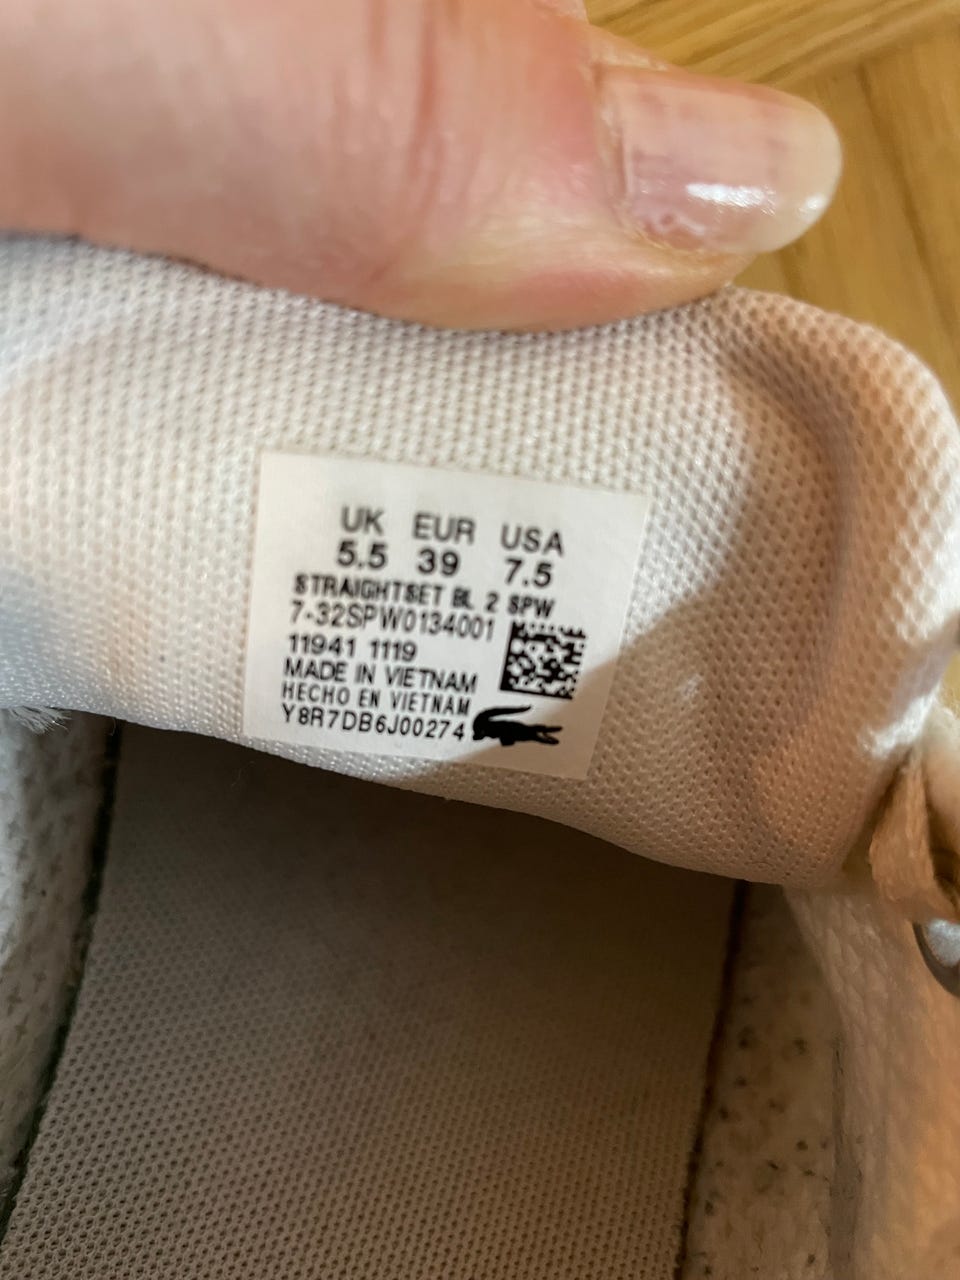 UK EUR USA
5.5 39 7.5
STRAIGHTSET BL 2 SPW
7-32SPW0134001
11941 1119
MADE IN VIETNAM
HECHO EN VIETNAM
Y8R7DB6J00274